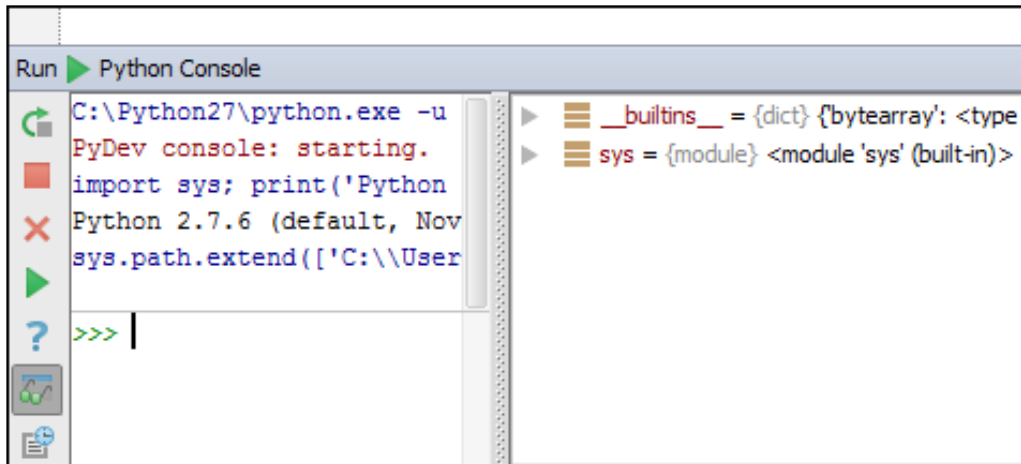 Run Python Console
C:\Python27\python.exe -u
PyDev console: starting.
import sys; print('Python
Python 2.7.6 (default, Nov
sys.path.extend(['C:\\User
>>>
__builtins__ = {dict} {'bytearray': <type
sys = {module} <module 'sys' (built-in)>